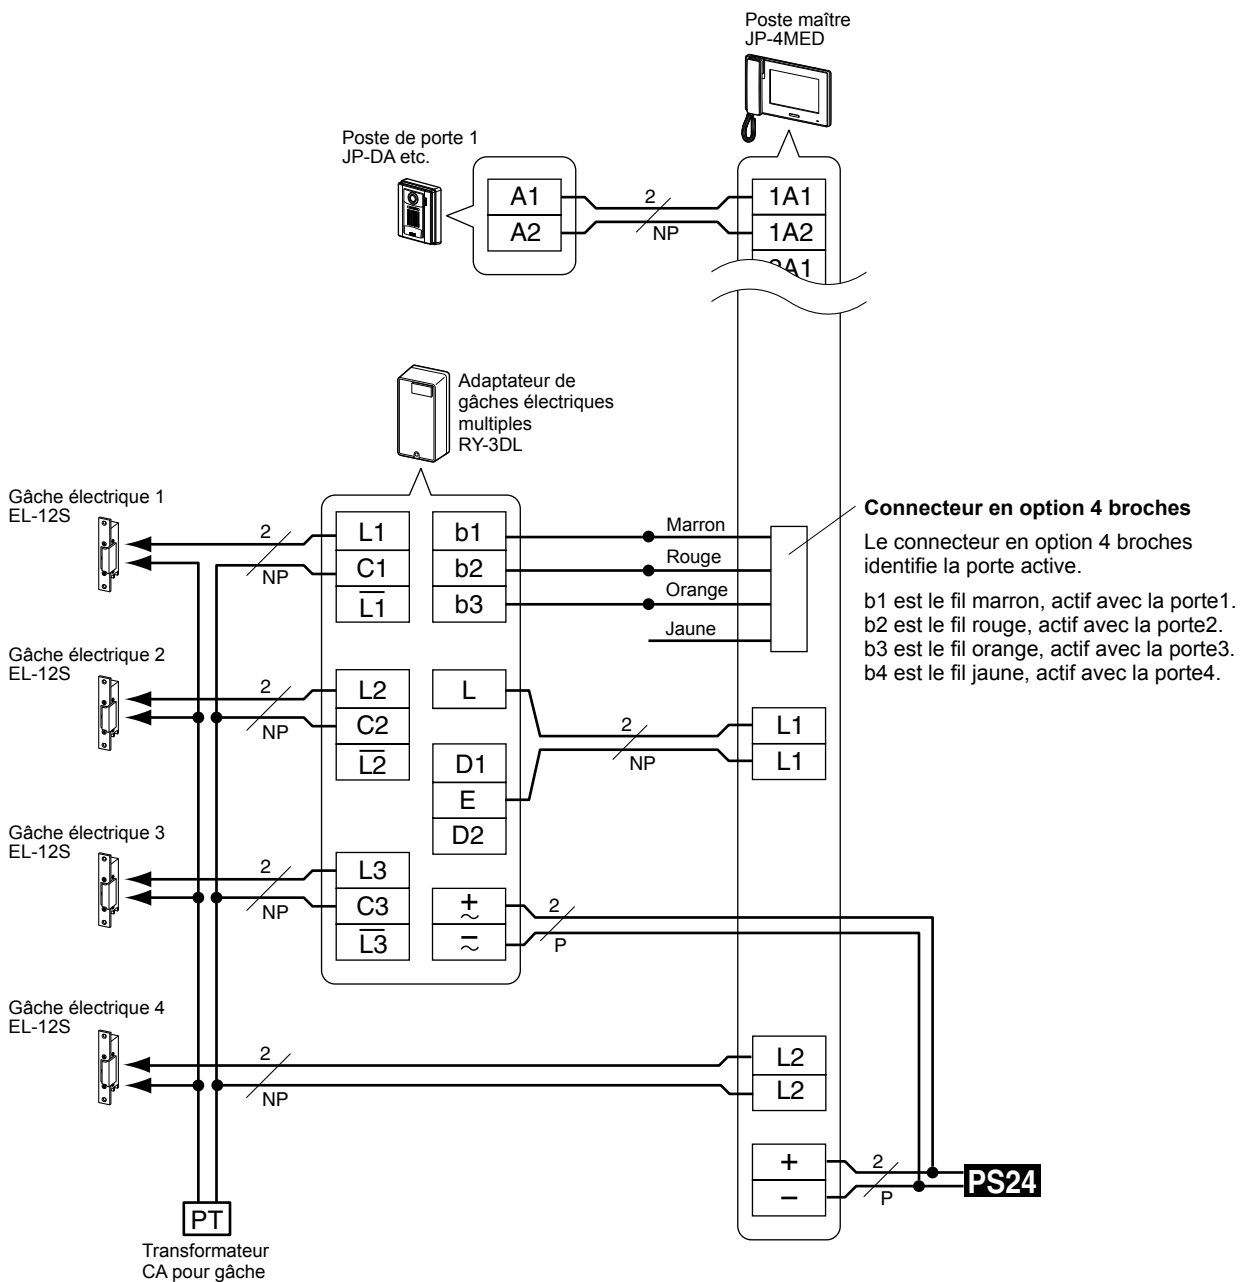 Poste maître
JP-4MED
Poste de porte 1
JP-DA etc.
A1
A2
2
NP
1A1
1A2
2A1
Adaptateur de
gâches électriques
multiples
RY-3DL
Gâche électrique 1
EL-12S
2
NP
L1
C1
L1
b1
b2
b3
Marron
Rouge
Orange
Jaune
Connecteur en option 4 broches
Le connecteur en option 4 broches
identifie la porte active.
b1 est le fil marron, actif avec la porte1.
b2 est le fil rouge, actif avec la porte2.
b3 est le fil orange, actif avec la porte3.
b4 est le fil jaune, actif avec la porte4.
Gâche électrique 2
EL-12S
2
NP
L2
C2
L2
L
D1
E
D2
2
NP
L1
L1
Gâche électrique 3
EL-12S
2
NP
L3
C3
L3
+
~
−
~
2
P
Gâche électrique 4
EL-12S
2
NP
L2
L2
+
−
2
P
PS24
PT
Transformateur
CA pour gâche